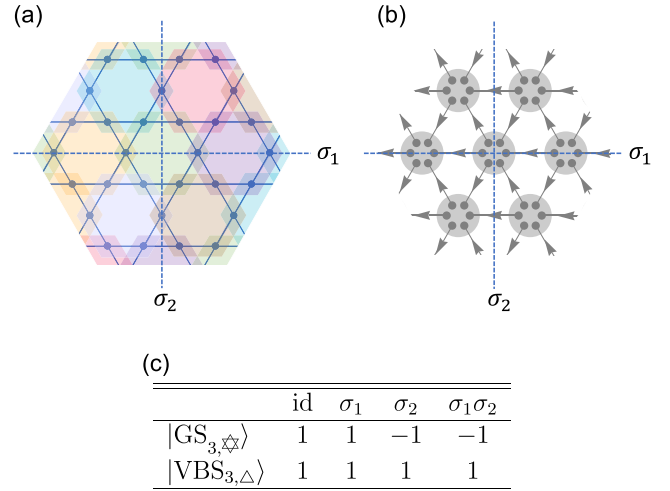 (a)
(b)
σ₁
σ₁
σ₂
σ₂
(c)
id σ₁ σ₂ σ₁σ₂
|GS₃,✡⟩ 1 1 −1 −1
|VBS₃,△⟩ 1 1 1 1